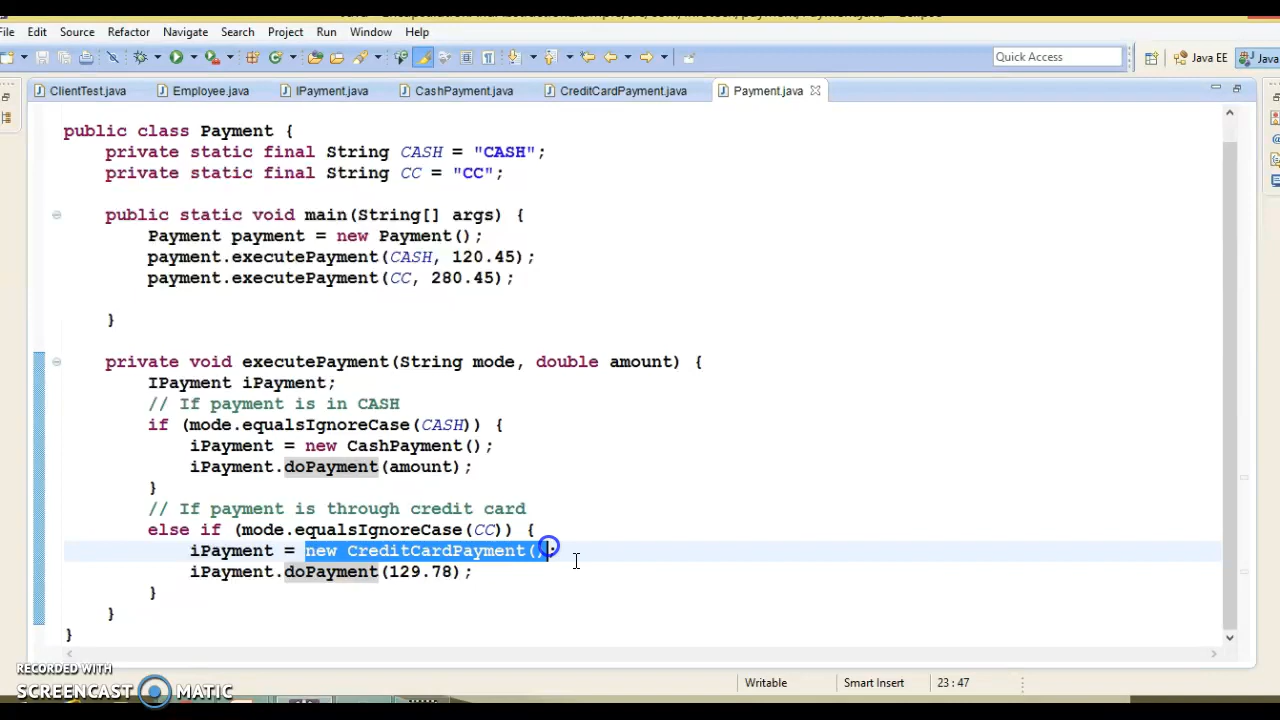 File Edit Source Refactor Navigate Search Project Run Window Help
Quick Access
Java EE
Java
ClientTest.java
Employee.java
IPayment.java
CashPayment.java
CreditCardPayment.java
Payment.java
public class Payment {
private static final String CASH = "CASH";
private static final String CC = "CC";
public static void main(String[] args) {
Payment payment = new Payment();
payment.executePayment(CASH, 120.45);
payment.executePayment(CC, 280.45);
}
private void executePayment(String mode, double amount) {
IPayment iPayment;
// If payment is in CASH
if (mode.equalsIgnoreCase(CASH)) {
iPayment = new CashPayment();
iPayment.doPayment(amount);
}
// If payment is through credit card
else if (mode.equalsIgnoreCase(CC)) {
iPayment = new CreditCardPayment();
iPayment.doPayment(129.78);
}
}
}
RECORDED WITH
SCREENCAST MATIC
Writable
Smart Insert
23 : 47